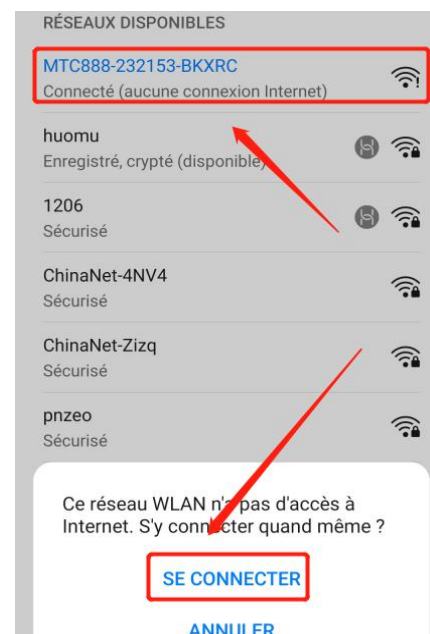 RÉSEAUX DISPONIBLES
MTC888-232153-BKXRC
Connecté (aucune connexion Internet)
huomu
Enregistré, crypté (disponible)
1206
Sécurisé
ChinaNet-4NV4
Sécurisé
ChinaNet-Zizq
Sécurisé
pnzeo
Sécurisé
Ce réseau WLAN n'a pas d'accès à
Internet. S'y connecter quand même ?
SE CONNECTER
ANNULER